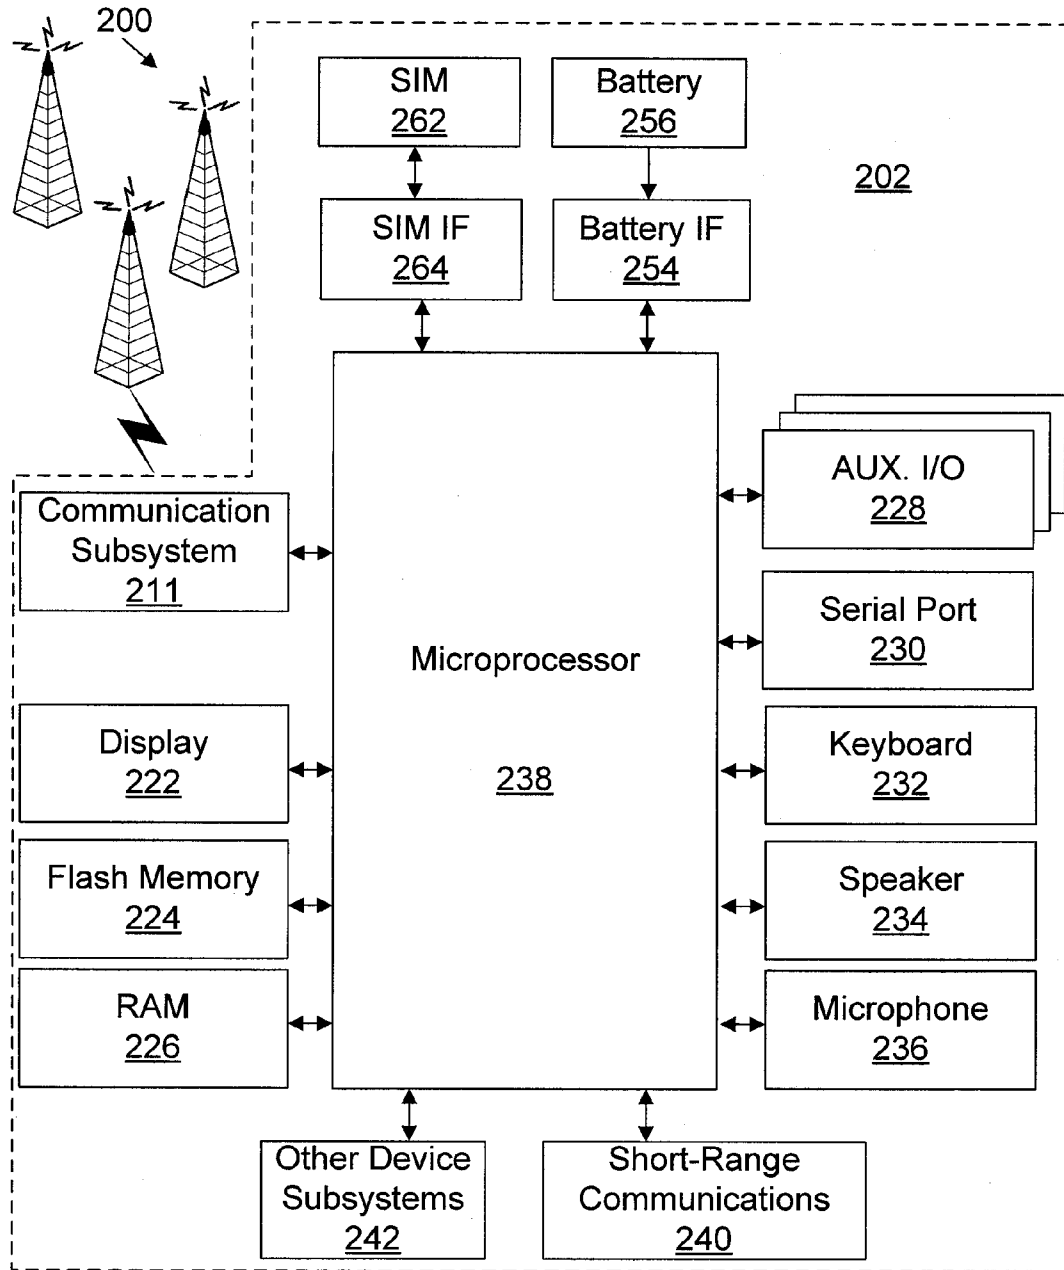 200
SIM
262
Battery
256
202
SIM IF
264
Battery IF
254
AUX. I/O
228
Communication
Subsystem
211
Serial Port
230
Microprocessor
238
Display
222
Keyboard
232
Flash Memory
224
Speaker
234
RAM
226
Microphone
236
Other Device
Subsystems
242
Short-Range
Communications
240